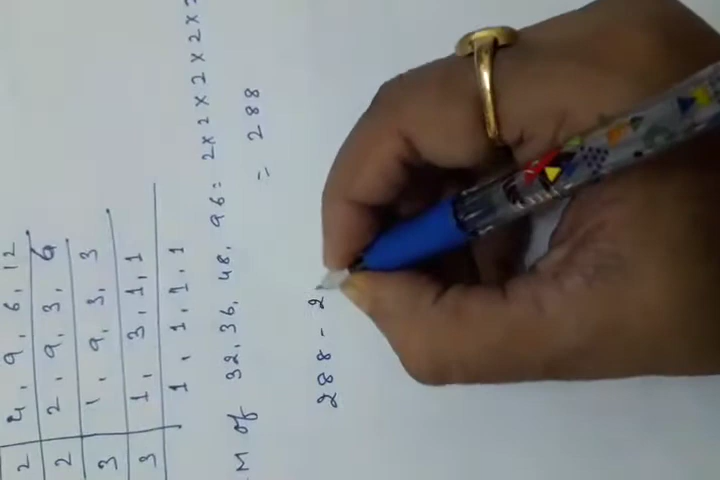 2 | 4, 9, 6, 12
2 | 2, 9, 3, 6
3 | 1, 9, 3, 3
3 | 1, 3, 1, 1
1, 1, 1, 1
M of 32, 36, 48, 96 = 2 x 2 x 2 x 2 x
= 288
288 - 2